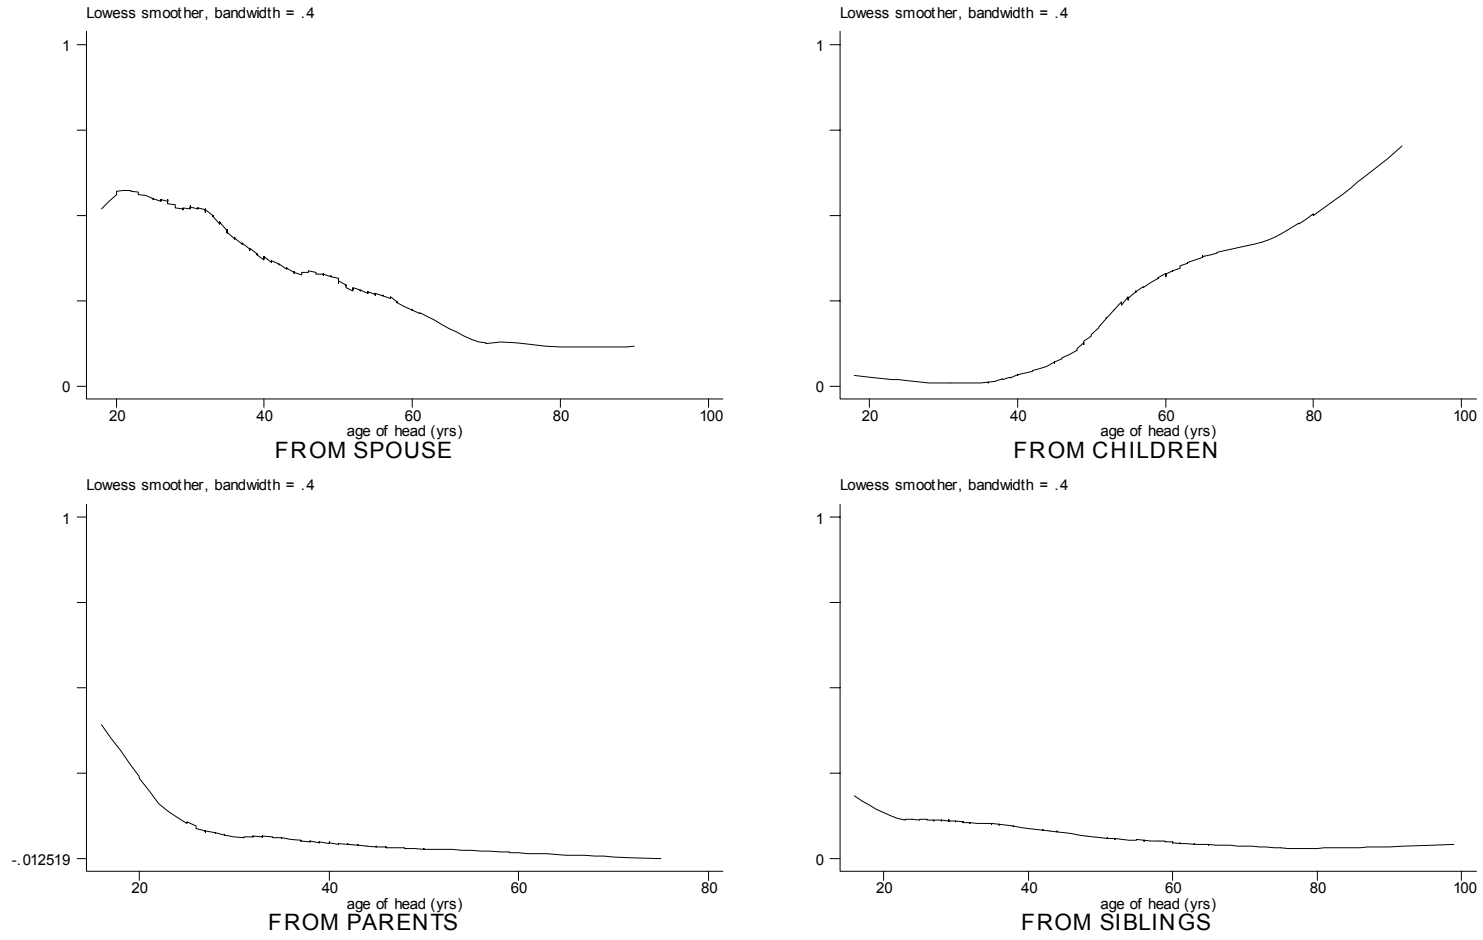 Lowess smoother, bandwidth = .4
1
0
20 40 60 80 100
age of head (yrs)
FROM SPOUSE
Lowess smoother, bandwidth = .4
1
0
20 40 60 80 100
age of head (yrs)
FROM CHILDREN
Lowess smoother, bandwidth = .4
1
-.012519
20 40 60 80
age of head (yrs)
FROM PARENTS
Lowess smoother, bandwidth = .4
1
0
20 40 60 80 100
age of head (yrs)
FROM SIBLINGS